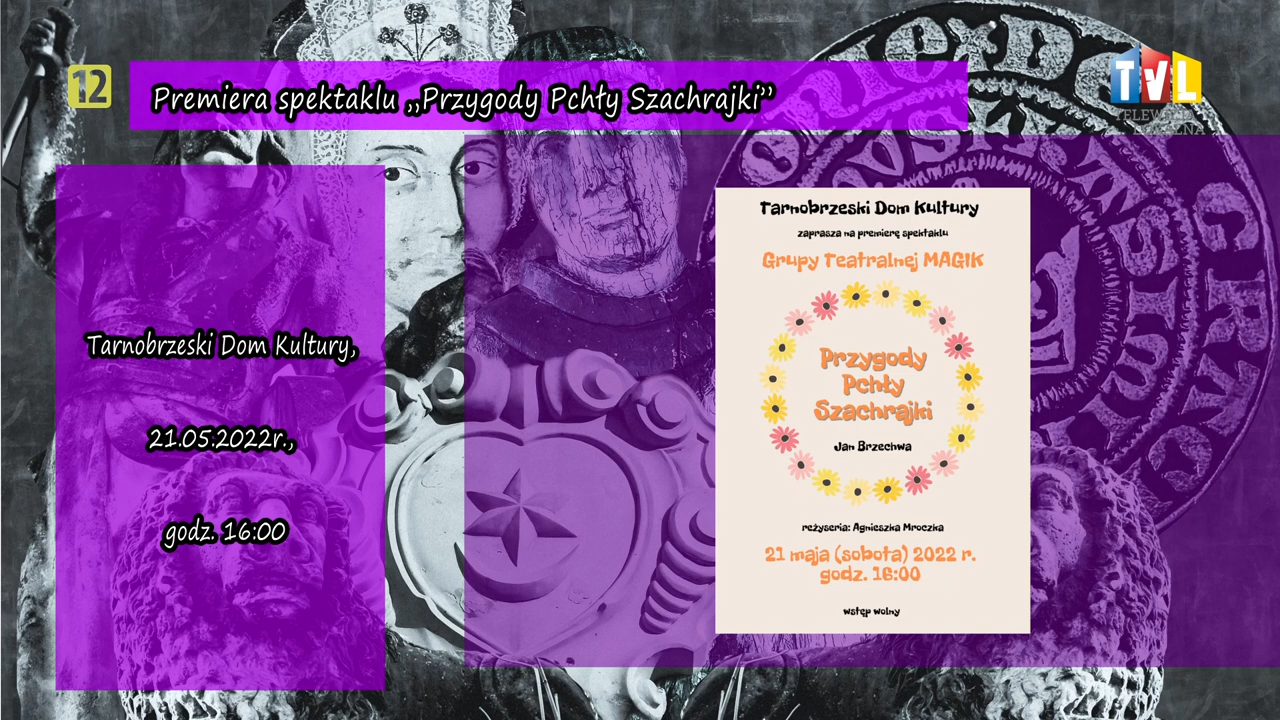 12
Premiera spektaklu „Przygody Pchły Szachrajki”
TVL
TELEWIZJA
Tarnobrzeski Dom Kultury,
21.05.2022r.,
godz. 16:00
Tarnobrzeski Dom Kultury
zaprasza na premierę spektaklu
Grupy Teatralnej MAGIK
Przygody
Pchły
Szachrajki
Jan Brzechwa
reżyseria: Agnieszka Mroczka
21 maja (sobota) 2022 r.
godz. 16:00
wstęp wolny